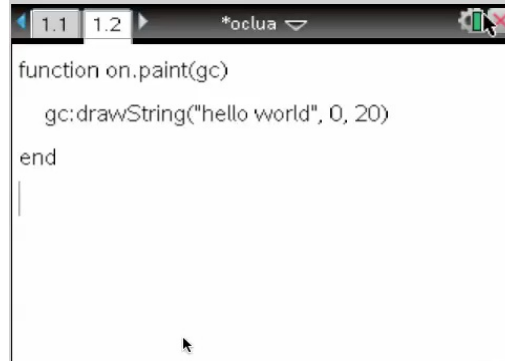 1.1 1.2 *oclua
function on.paint(gc)
gc:drawString("hello world", 0, 20)
end